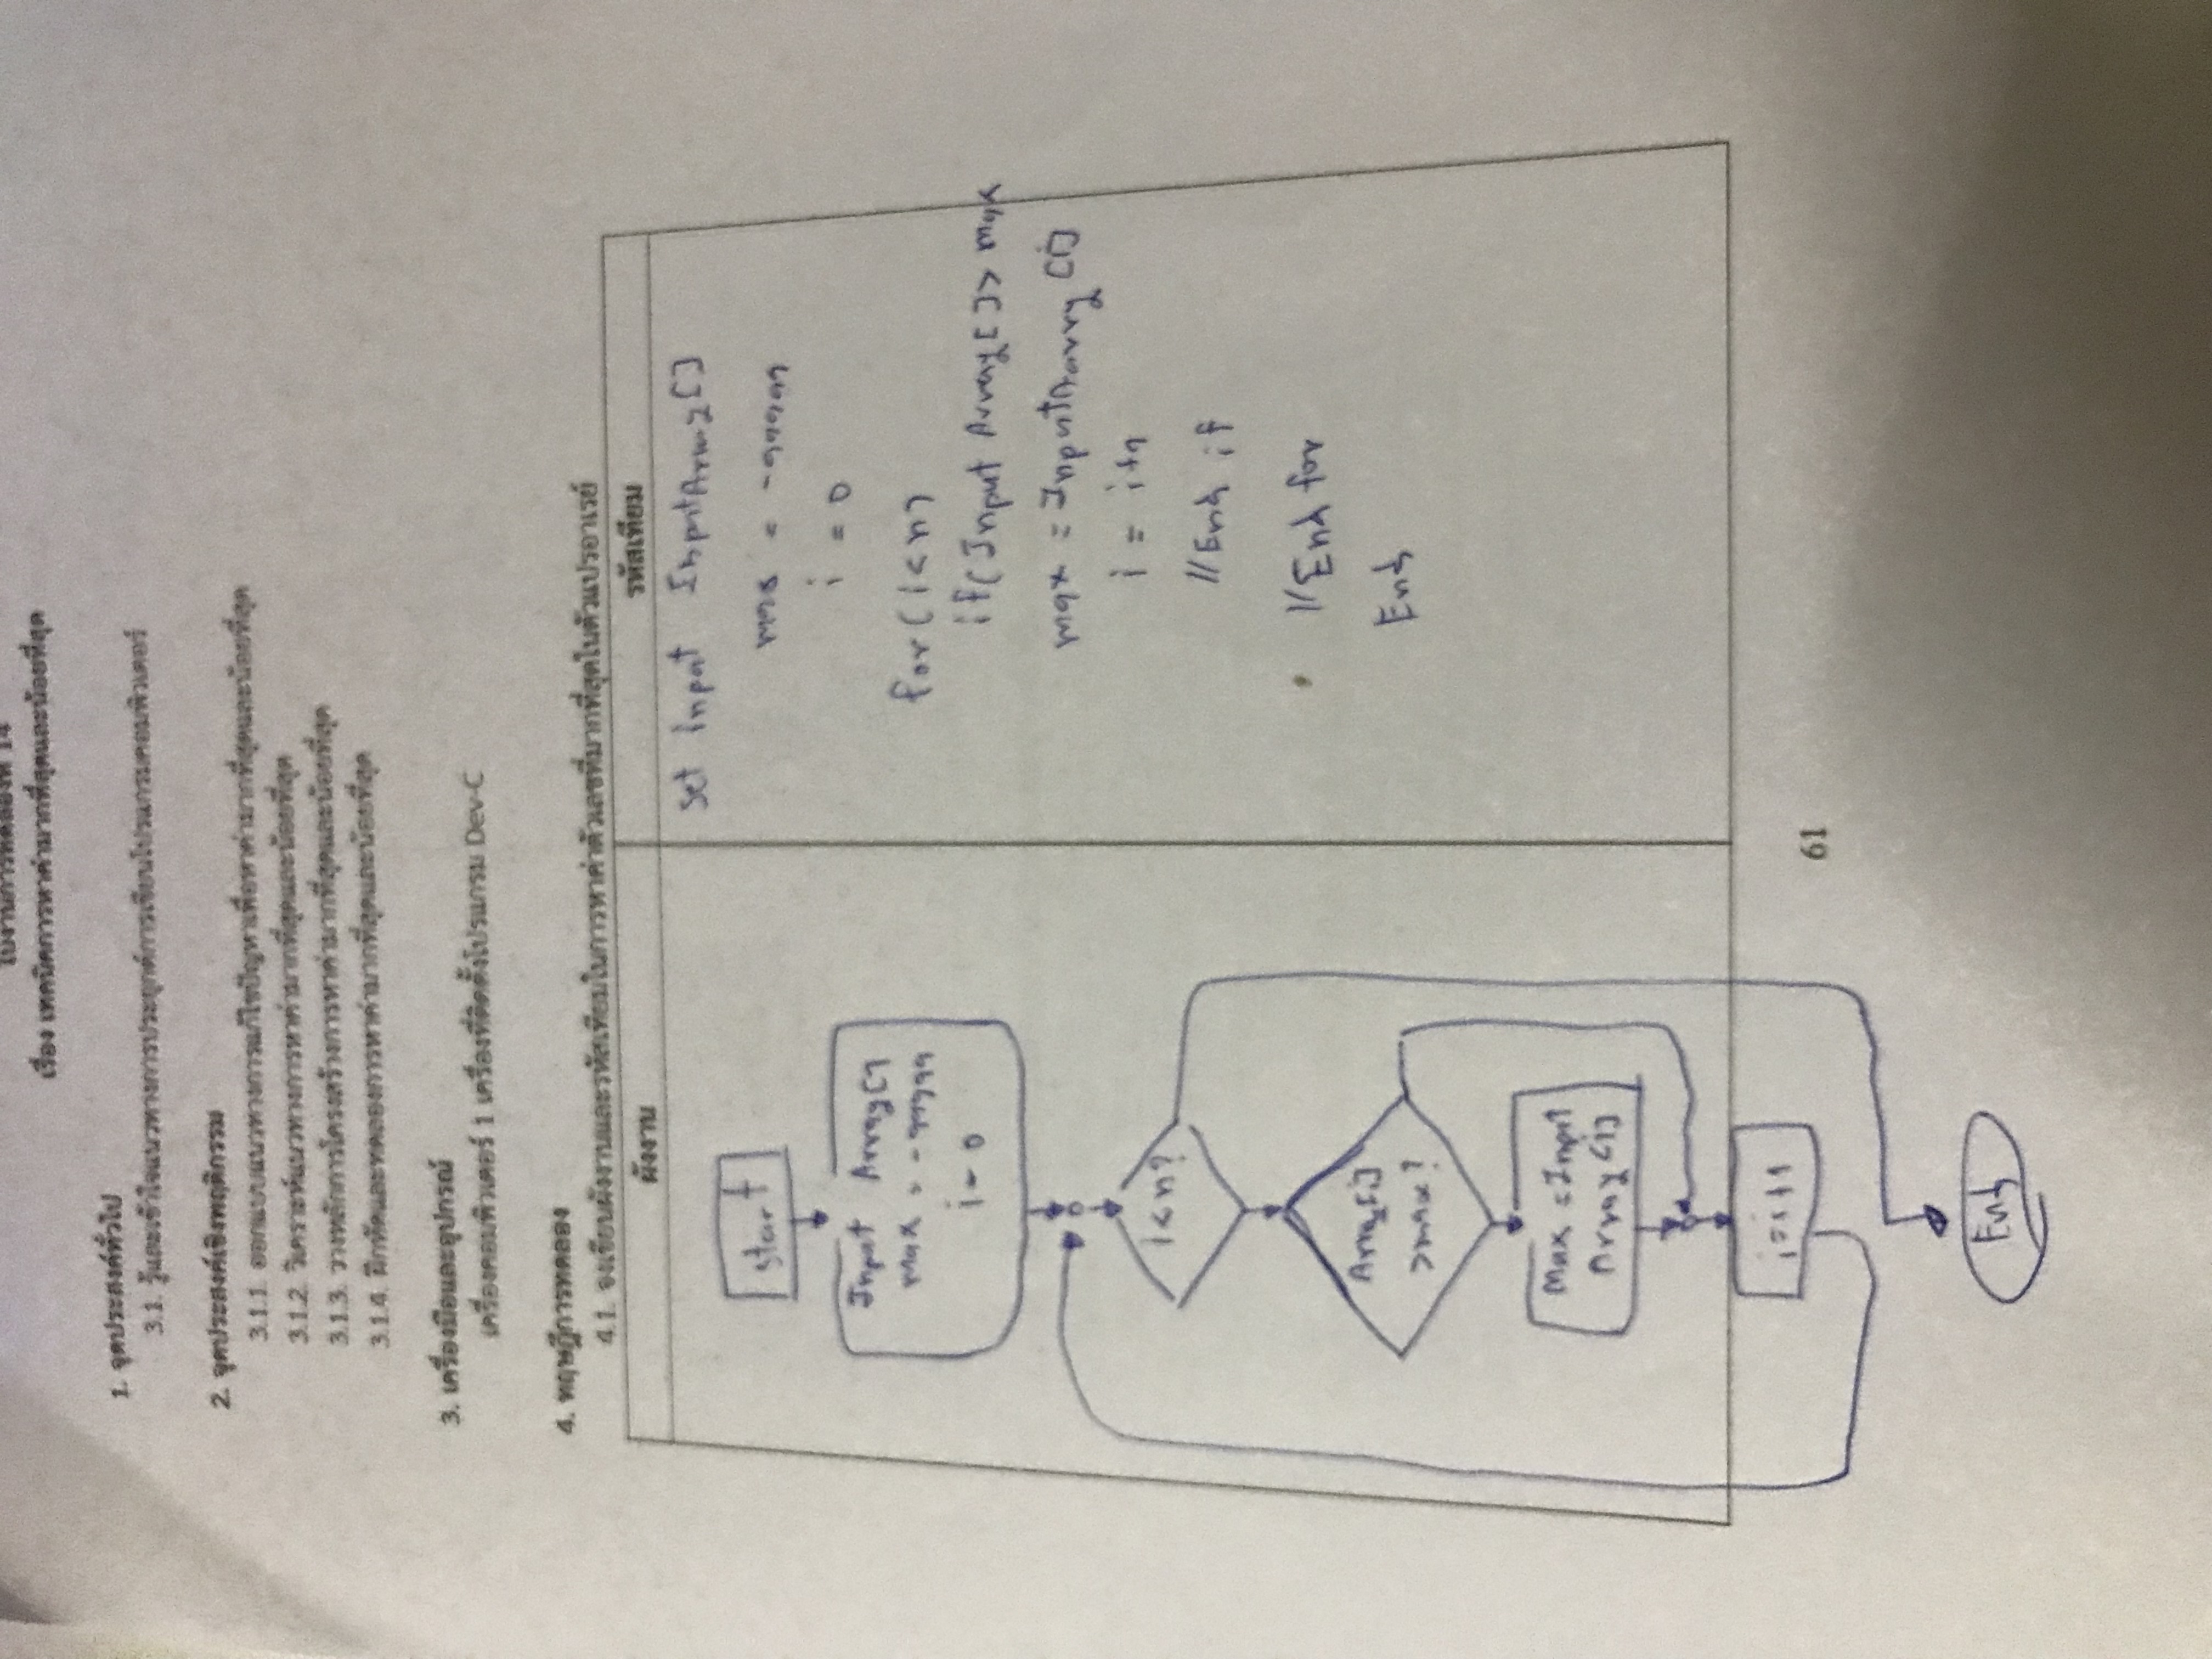 ใบงานการทดลองที่ 14
เรื่อง เทคนิคการหาค่ามากที่สุดและน้อยที่สุด
1. จุดประสงค์ทั่วไป
3.1. รู้และเข้าใจแนวทางการประยุกต์การเขียนโปรแกรมคอมพิวเตอร์
2. จุดประสงค์เชิงพฤติกรรม
3.1.1. ออกแบบแนวทางการแก้ไขปัญหาเพื่อหาค่ามากที่สุดและน้อยที่สุด
3.1.2. วิเคราะห์แนวทางการหาค่ามากที่สุดและน้อยที่สุด
3.1.3. วางหลักการโครงสร้างการหาค่ามากที่สุดและน้อยที่สุด
3.1.4. ฝึกหัดและทดลองการหาค่ามากที่สุดและน้อยที่สุด
3. เครื่องมือและอุปกรณ์
เครื่องคอมพิวเตอร์ 1 เครื่องที่ติดตั้งโปรแกรม Dev-C
4. ทฤษฎีการทดลอง
4.1. จงเขียนผังงานและรหัสเทียมในการหาค่าตัวเลขที่มากที่สุดในตัวแปรอาเรย์
ผังงาน
start
Input Array[]
max = -99999
i = 0
i < n?
Array[i]
> max?
Max = Input
Array[i]
i = i+1
End
รหัสเทียม
Set input InputArray[]
max = -99999
i = 0
for(i<n)
if(Input Array[]> max
max = InputAarry [i]
i = i+1
//End if
//End for
End
61